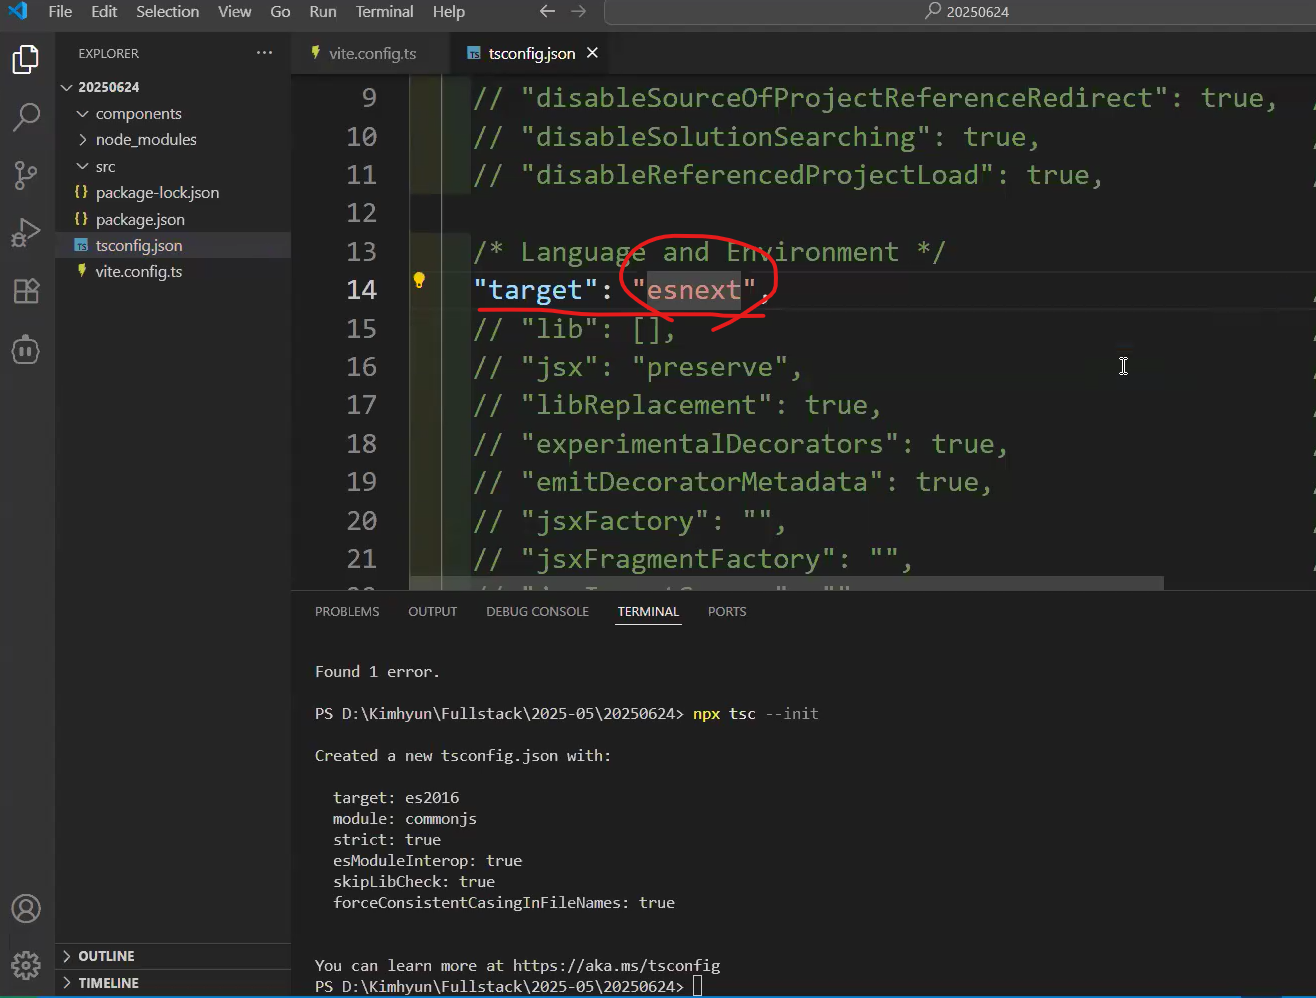 File Edit Selection View Go Run Terminal Help
20250624
EXPLORER
20250624
components
node_modules
src
package-lock.json
package.json
tsconfig.json
vite.config.ts
OUTLINE
TIMELINE
vite.config.ts
TS tsconfig.json
9 // "disableSourceOfProjectReferenceRedirect": true,
10 // "disableSolutionSearching": true,
11 // "disableReferencedProjectLoad": true,
12
13 /* Language and Environment */
14 "target": "esnext",
15 // "lib": [],
16 // "jsx": "preserve",
17 // "libReplacement": true,
18 // "experimentalDecorators": true,
19 // "emitDecoratorMetadata": true,
20 // "jsxFactory": "",
21 // "jsxFragmentFactory": "",
PROBLEMS OUTPUT DEBUG CONSOLE TERMINAL PORTS
Found 1 error.
PS D:\Kimhyun\Fullstack\2025-05\20250624> npx tsc --init
Created a new tsconfig.json with:
target: es2016
module: commonjs
strict: true
esModuleInterop: true
skipLibCheck: true
forceConsistentCasingInFileNames: true
You can learn more at https://aka.ms/tsconfig
PS D:\Kimhyun\Fullstack\2025-05\20250624>